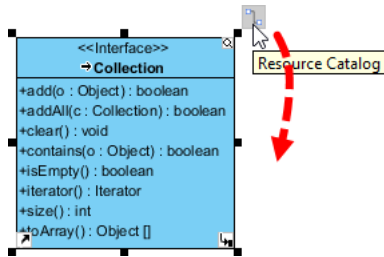 <<Interface>>
Collection
Resource Catalog
+add(o : Object) : boolean
+addAll(c : Collection) : boolean
+clear() : void
+contains(o : Object) : boolean
+isEmpty() : boolean
+iterator() : Iterator
+size() : int
+toArray() : Object []